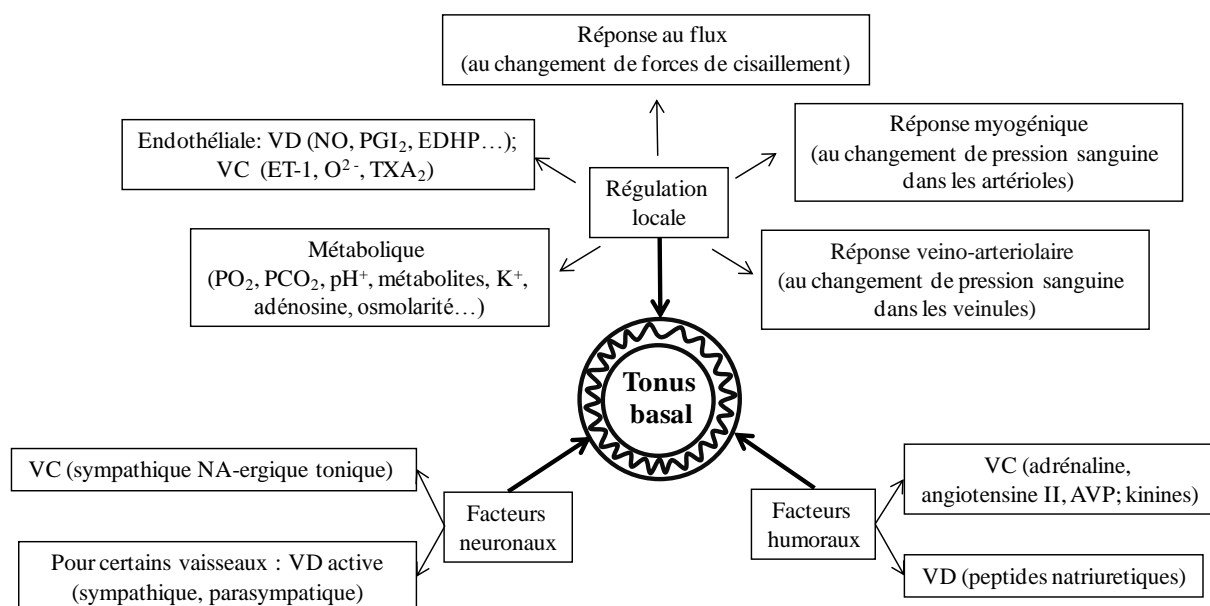 Réponse au flux
(au changement de forces de cisaillement)
Endothéliale: VD (NO, PGI₂, EDHP…);
VC (ET-1, O²⁻, TXA₂)
Réponse myogénique
(au changement de pression sanguine
dans les artérioles)
Régulation
locale
Métabolique
(PO₂, PCO₂, pH⁺, métabolites, K⁺,
adénosine, osmolarité…)
Réponse veino-arteriolaire
(au changement de pression sanguine
dans les veinules)
Tonus
basal
VC (sympathique NA-ergique tonique)
Facteurs
neuronaux
Pour certains vaisseaux : VD active
(sympathique, parasympatique)
VC (adrénaline,
angiotensine II, AVP; kinines)
Facteurs
humoraux
VD (peptides natriuretiques)